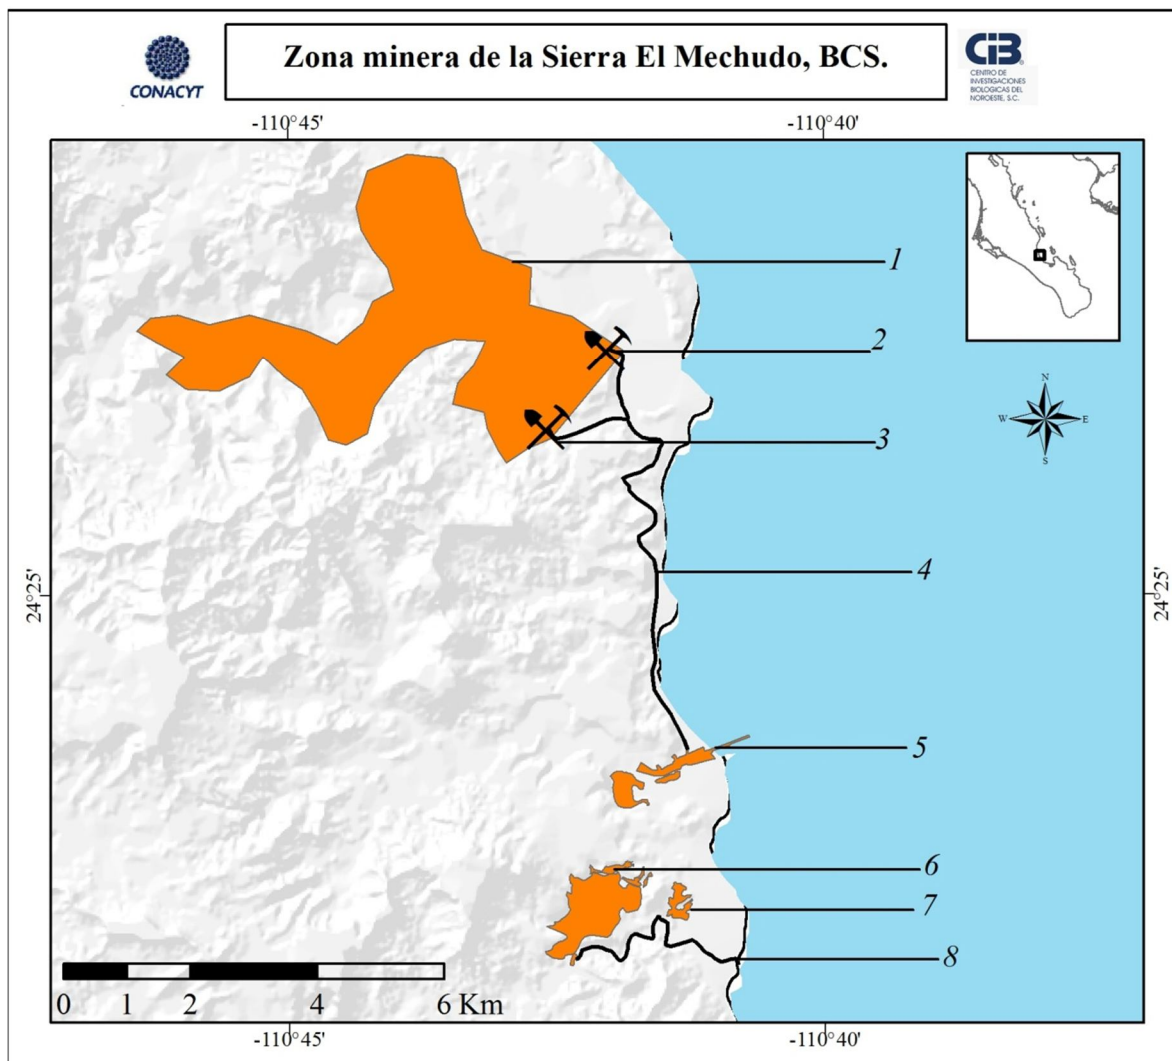 Zona minera de la Sierra El Mechudo, BCS.
CONACYT
CIB
CENTRO DE
INVESTIGACIONES
BIOLOGICAS DEL
NOROESTE, S.C.
-110°45'
-110°40'
1
2
N
W
E
S
3
4
24°25'
24°25'
5
6
7
8
0 1 2 4 6 Km
-110°45'
-110°40'